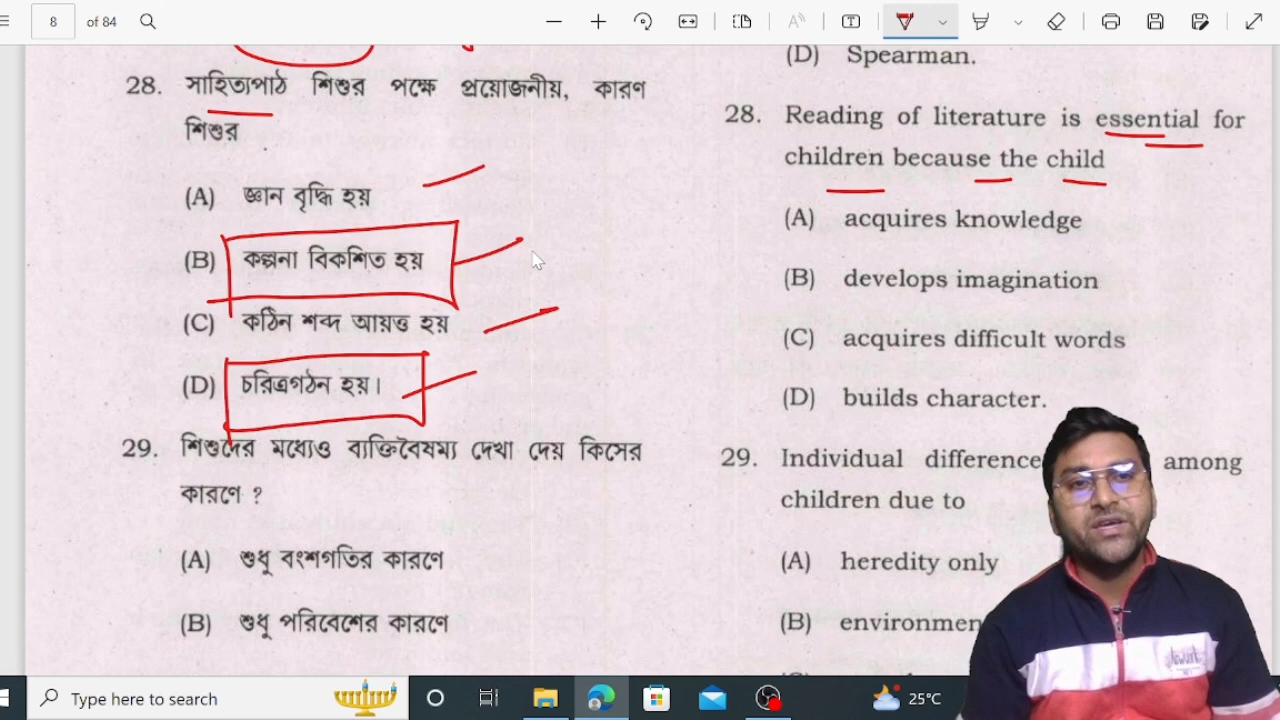 8
of 84
28. সাহিত্যপাঠ শিশুর পক্ষে প্রয়োজনীয়, কারণ
শিশুর
(A) জ্ঞান বৃদ্ধি হয়
(B) কল্পনা বিকশিত হয়
(C) কঠিন শব্দ আয়ত্ত হয়
(D) চরিত্রগঠন হয়।
29. শিশুদের মধ্যেও ব্যক্তিবৈষম্য দেখা দেয় কিসের
কারণে ?
(A) শুধু বংশগতির কারণে
(B) শুধু পরিবেশের কারণে
(D) Spearman.
28. Reading of literature is essential for
children because the child
(A) acquires knowledge
(B) develops imagination
(C) acquires difficult words
(D) builds character.
29. Individual difference among
children due to
(A) heredity only
(B) environmen
Type here to search
25°C